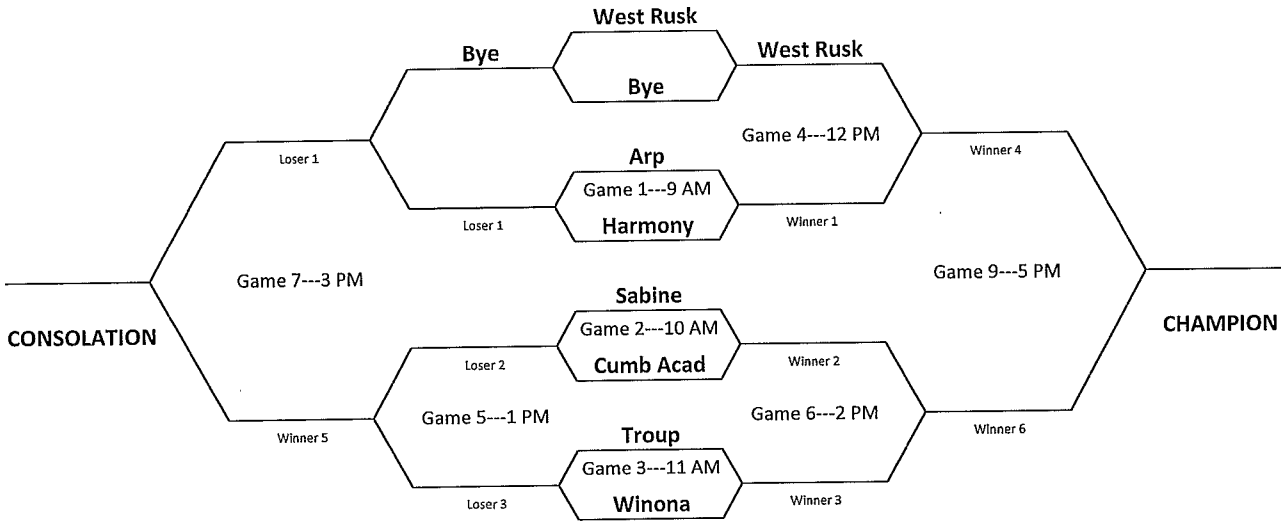 West Rusk
Bye
West Rusk
Bye
Game 4---12 PM
Winner 4
Loser 1
Arp
Game 1---9 AM
Loser 1
Harmony
Winner 1
Game 7---3 PM
Game 9---5 PM
Sabine
Game 2---10 AM
CONSOLATION
CHAMPION
Loser 2
Cumb Acad
Winner 2
Game 5---1 PM
Game 6---2 PM
Winner 5
Troup
Winner 6
Game 3---11 AM
Loser 3
Winona
Winner 3